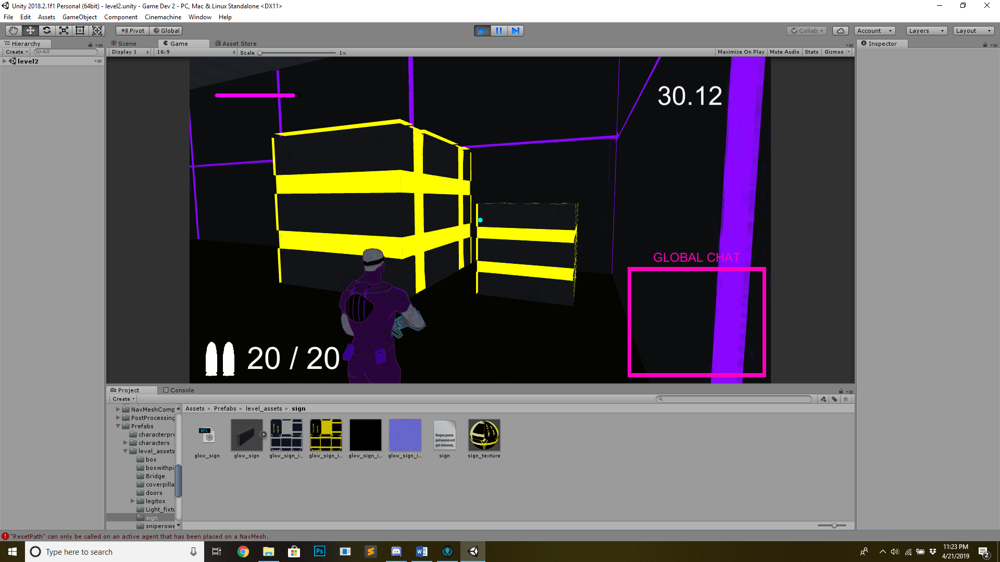 Unity 2018.2.1f1 Personal (64bit) - level2.unity - Game Dev 2 - PC, Mac & Linux Standalone <DX11>
File Edit Assets GameObject Component Cinemachine Window Help
Pivot Global Collab Account Layers Layout
Hierarchy Scene Game Asset Store Inspector
Create All Display 1 16:9 Scale 1x Maximize On Play Mute Audio Stats Gizmos
level2
30.12
GLOBAL CHAT
20 / 20
Project Console
Create
Assets Prefabs level_assets sign
NavMeshComp
PostProcessing
Prefabs
characterpre
characters
level_assets
box
boxwithpi
Bridge
coverpilla
doors
legitox
Light_fixtu
sign
sniperowe
MTL
Neque porro
quisquam est
qui dolorem.
glow_sign glow_sign glow_sign_i... glow_sign_i... glow_sign_i... glow_sign_i... sign sign_texture
"ResetPath" can only be called on an active agent that has been placed on a NavMesh.
Type here to search
Ps
W
11:23 PM
4/21/2019
2